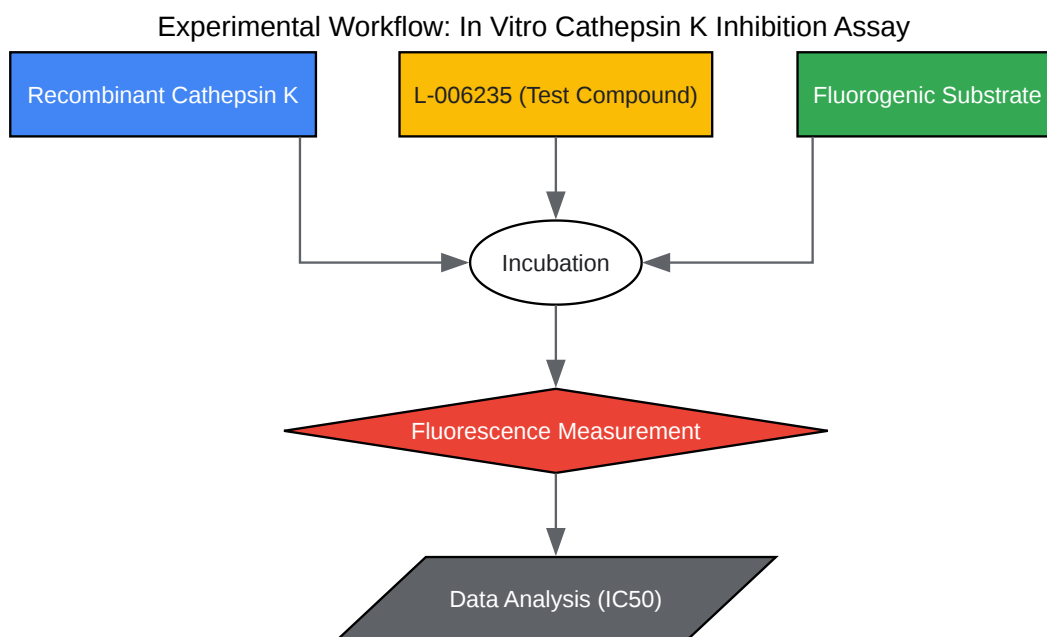 Experimental Workflow: In Vitro Cathepsin K Inhibition Assay
Recombinant Cathepsin K
L-006235 (Test Compound)
Fluorogenic Substrate
Incubation
Fluorescence Measurement
Data Analysis (IC50)